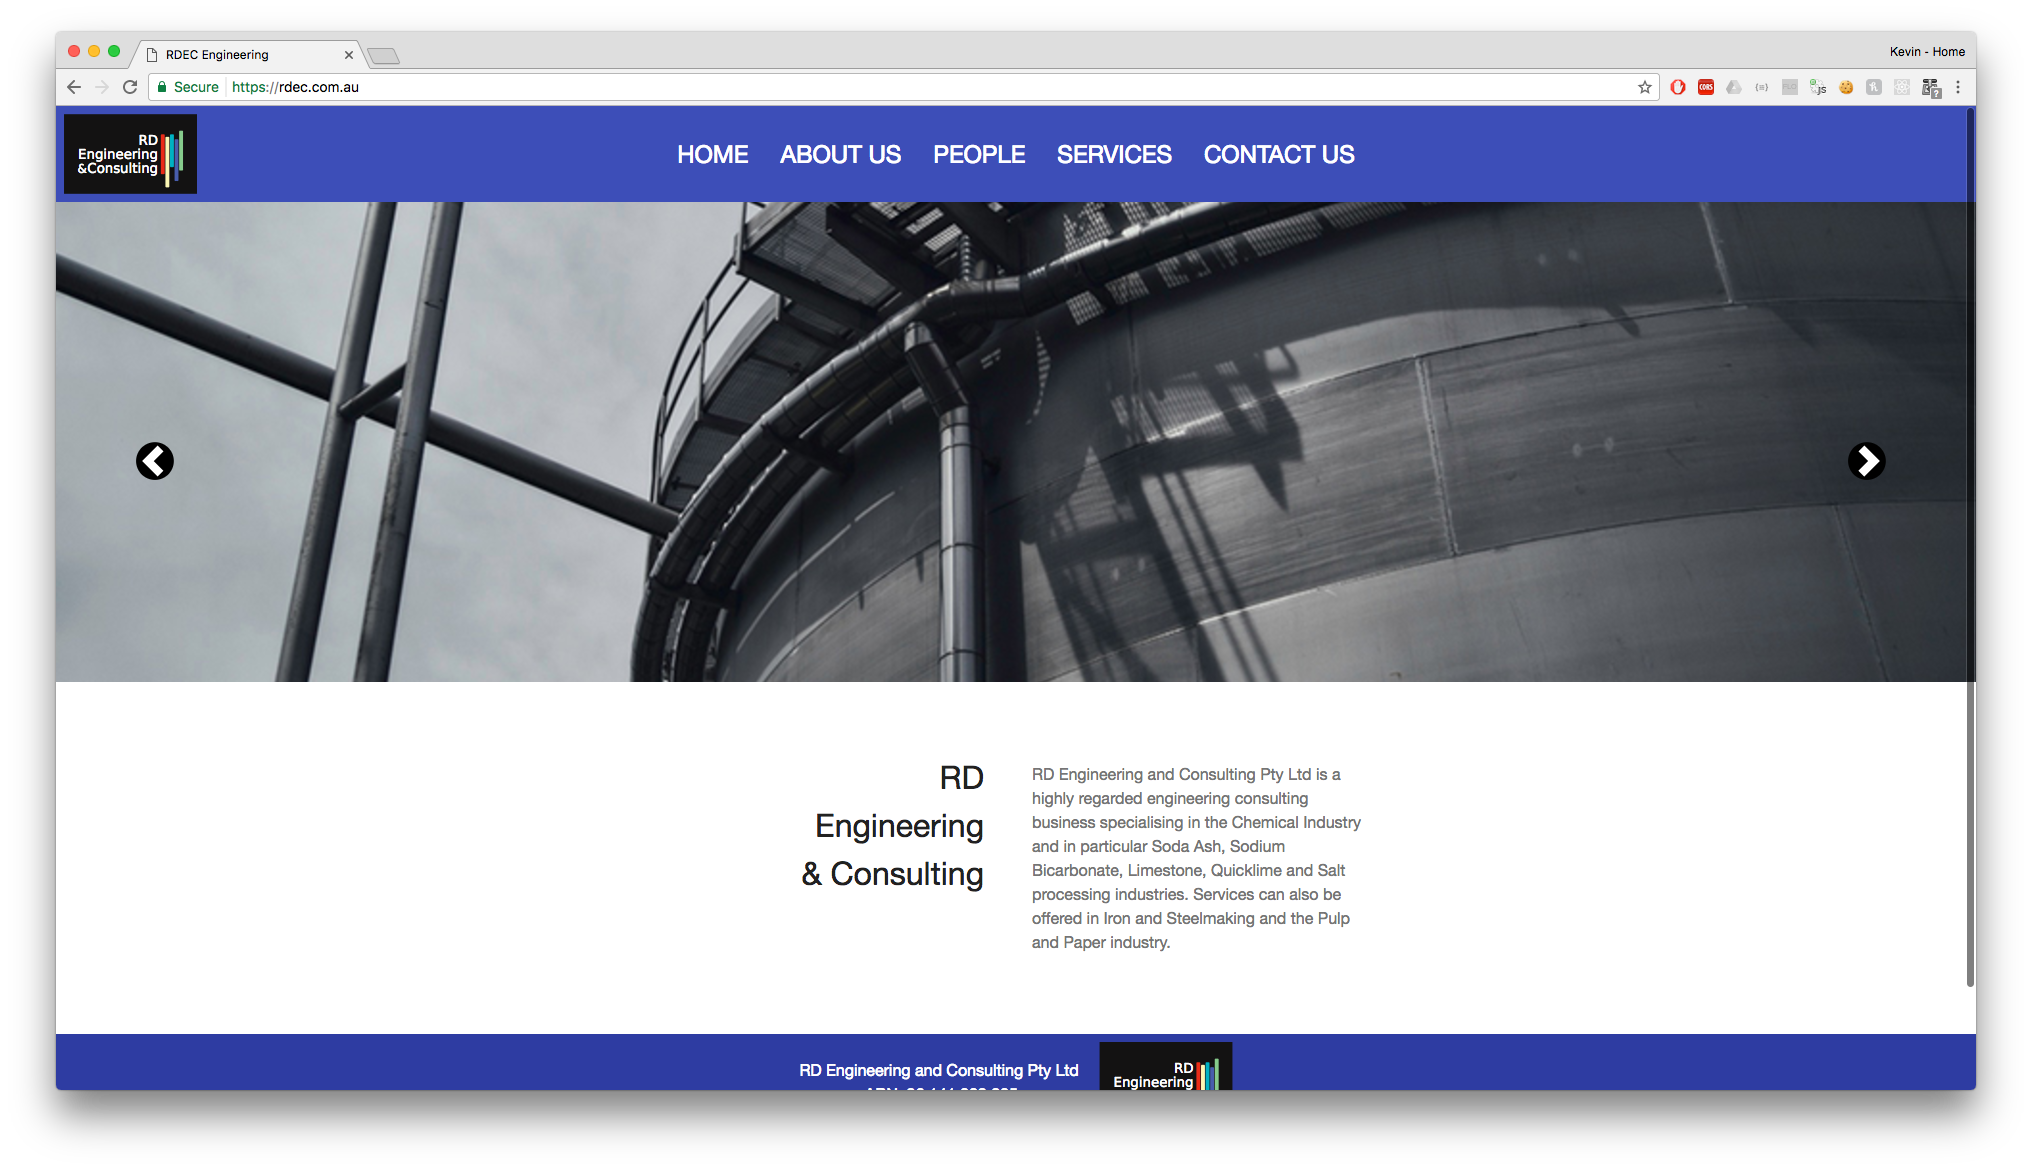 RDEC Engineering
Kevin - Home
Secure
https://rdec.com.au
RD
Engineering
&Consulting
HOME ABOUT US PEOPLE SERVICES CONTACT US
RD
Engineering
& Consulting
RD Engineering and Consulting Pty Ltd is a
highly regarded engineering consulting
business specialising in the Chemical Industry
and in particular Soda Ash, Sodium
Bicarbonate, Limestone, Quicklime and Salt
processing industries. Services can also be
offered in Iron and Steelmaking and the Pulp
and Paper industry.
RD Engineering and Consulting Pty Ltd
RD
Engineering